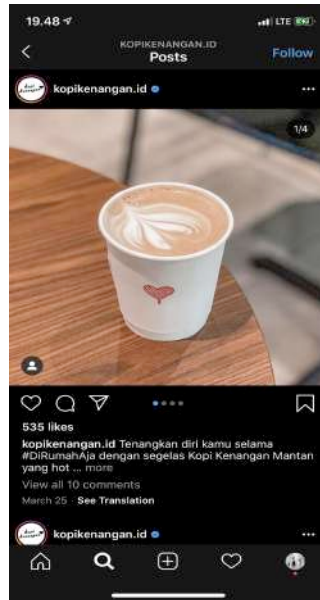 19.48
LTE
KOPIKENANGAN.ID
Posts
Follow
kopikenangan.id
1/4
535 likes
kopikenangan.id Tenangkan diri kamu selama
#DiRumahAja dengan segelas Kopi Kenangan Mantan
yang hot ... more
View all 10 comments
March 25 · See Translation
kopikenangan.id